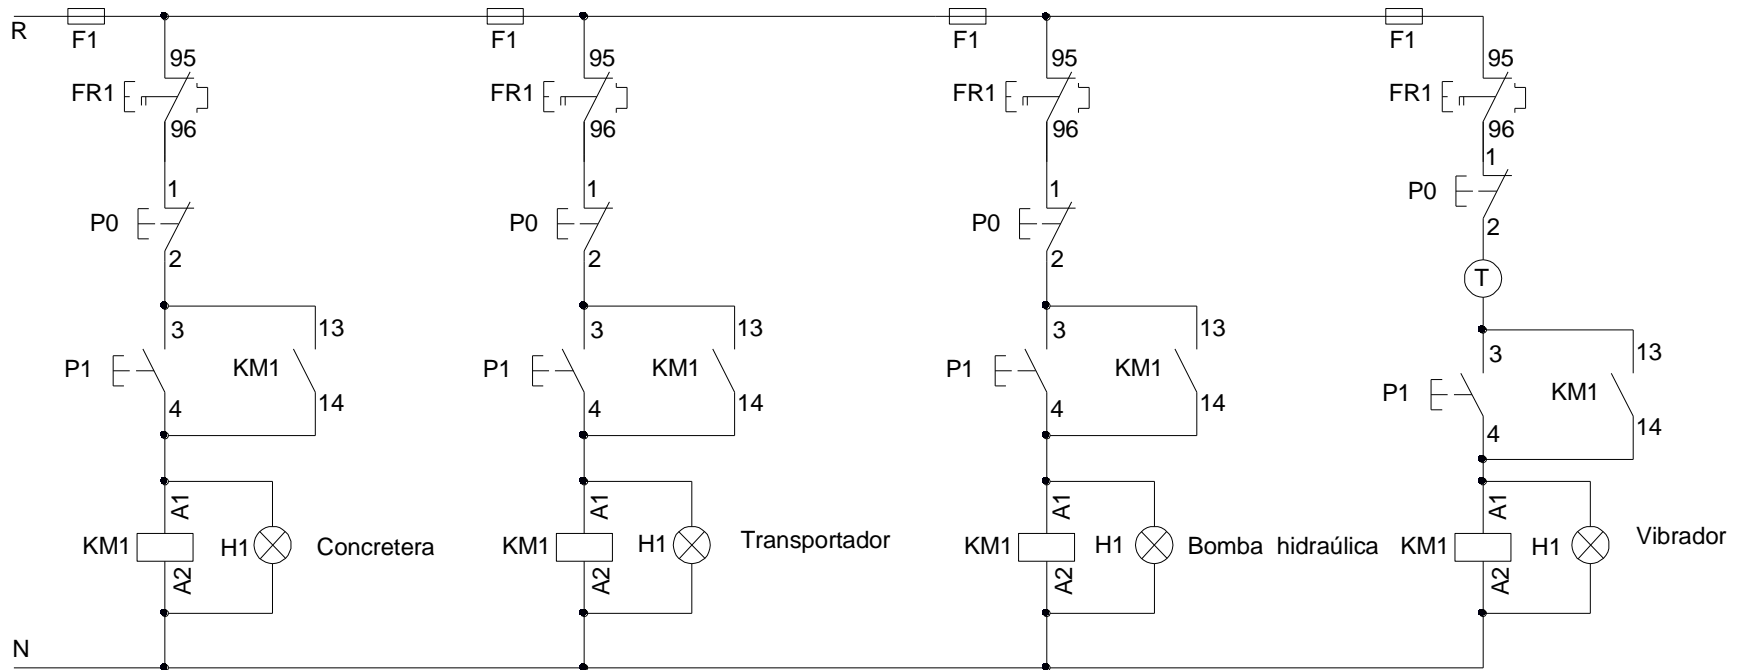 R
F1
95
FR1
96
1
P0
2
3
13
P1
KM1
4
14
A1
KM1
H1
Concretera
A2
F1
95
FR1
96
1
P0
2
3
13
P1
KM1
4
14
A1
KM1
H1
Transportador
A2
F1
95
FR1
96
1
P0
2
3
13
P1
KM1
4
14
A1
KM1
H1
Bomba hidraúlica
A2
F1
95
FR1
96
1
P0
2
T
3
13
P1
KM1
4
14
A1
KM1
H1
Vibrador
A2
N